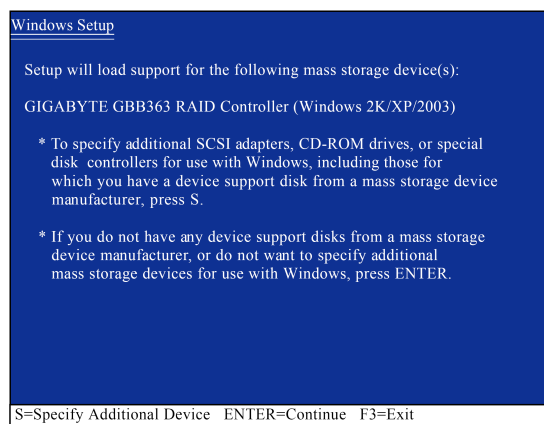 Windows Setup
Setup will load support for the following mass storage device(s):
GIGABYTE GBB363 RAID Controller (Windows 2K/XP/2003)
* To specify additional SCSI adapters, CD-ROM drives, or special
disk controllers for use with Windows, including those for
which you have a device support disk from a mass storage device
manufacturer, press S.
* If you do not have any device support disks from a mass storage
device manufacturer, or do not want to specify additional
mass storage devices for use with Windows, press ENTER.
S=Specify Additional Device ENTER=Continue F3=Exit